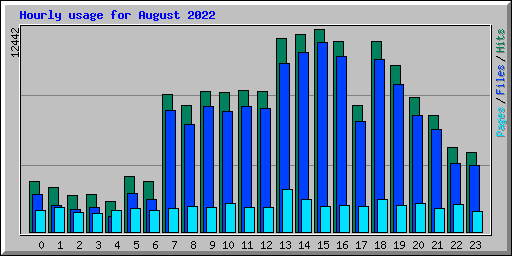 Hourly usage for August 2022
12442
Pages/Files/Hits
0 1 2 3 4 5 6 7 8 9 10 11 12 13 14 15 16 17 18 19 20 21 22 23